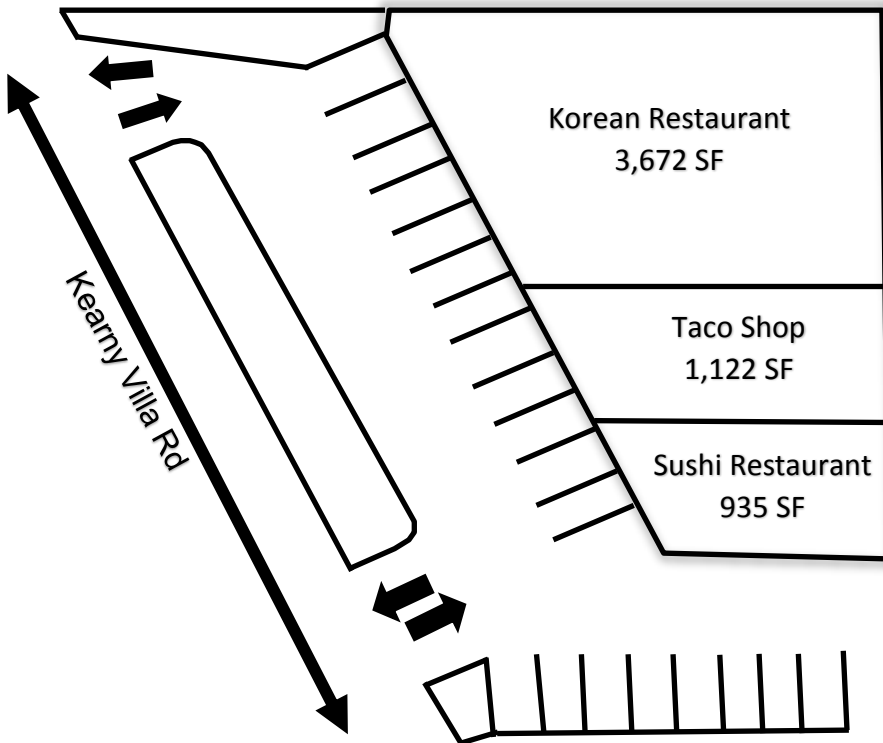 Korean Restaurant
3,672 SF
Taco Shop
1,122 SF
Sushi Restaurant
935 SF
Kearny Villa Rd